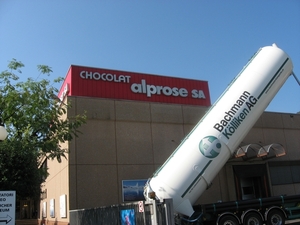 CHOCOLAT
alprose SA
Bachmann
Kölliken AG